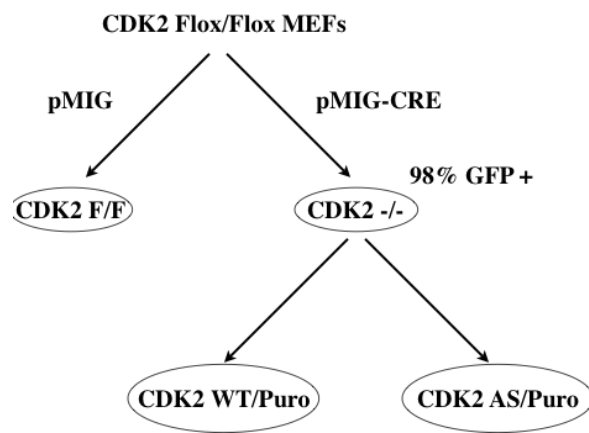 CDK2 Flox/Flox MEFs
pMIG
pMIG-CRE
98% GFP +
CDK2 F/F
CDK2 -/-
CDK2 WT/Puro
CDK2 AS/Puro